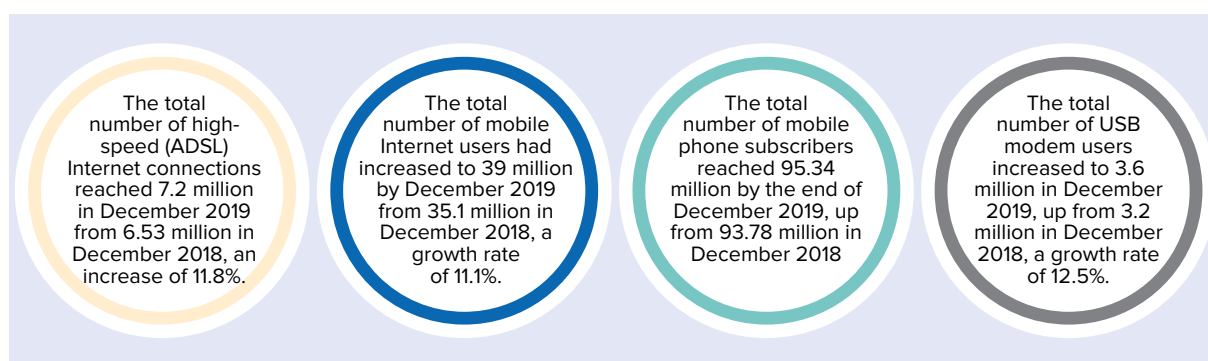 The total
number of high-
speed (ADSL)
Internet connections
reached 7.2 million
in December 2019
from 6.53 million in
December 2018, an
increase of 11.8%.
The total
number of mobile
Internet users had
increased to 39 million
by December 2019
from 35.1 million in
December 2018, a
growth rate
of 11.1%.
The total
number of mobile
phone subscribers
reached 95.34
million by the end of
December 2019, up
from 93.78 million in
December 2018
The total
number of USB
modem users
increased to 3.6
million in December
2019, up from 3.2
million in December
2018, a growth rate
of 12.5%.